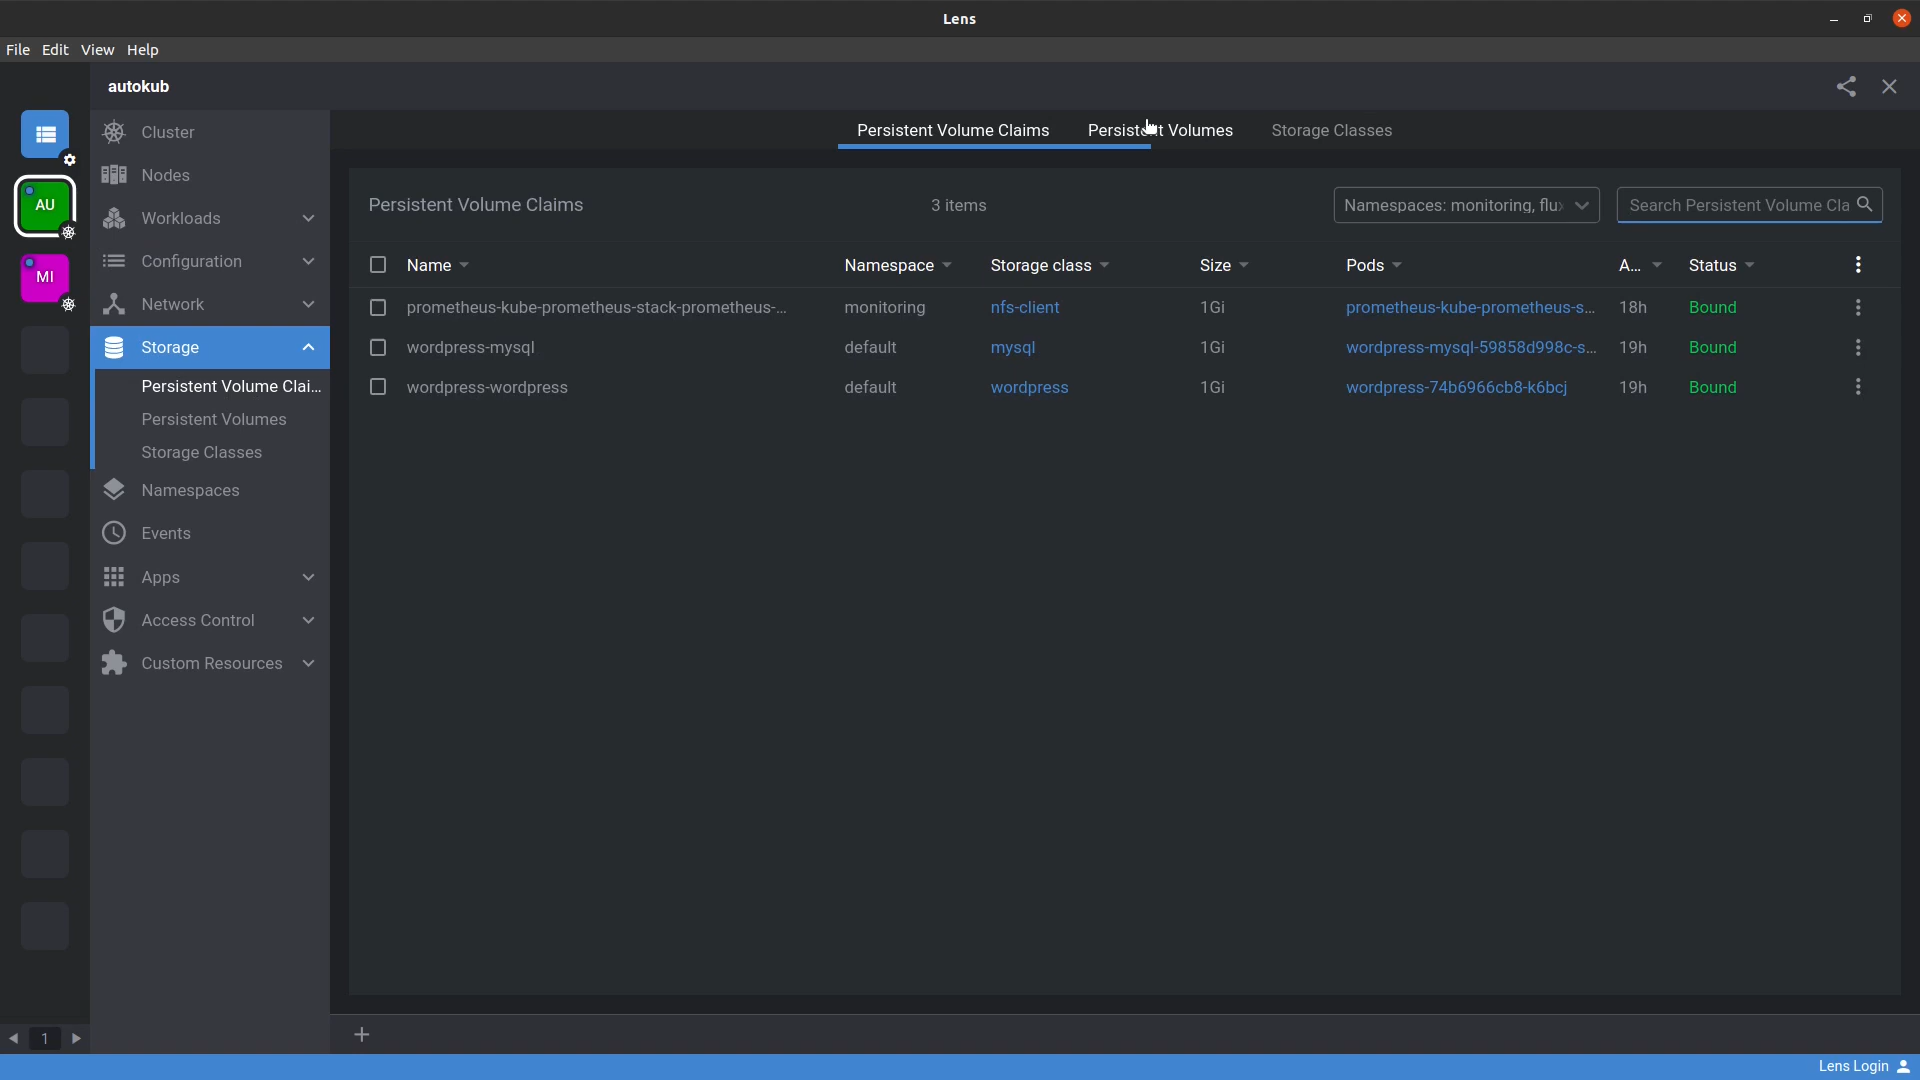 Lens
File Edit View Help
autokub
AU
MI
Cluster
Nodes
Workloads
Configuration
Network
Storage
Persistent Volume Clai...
Persistent Volumes
Storage Classes
Namespaces
Events
Apps
Access Control
Custom Resources
Persistent Volume Claims Persistent Volumes Storage Classes
Persistent Volume Claims 3 items Namespaces: monitoring, flu Search Persistent Volume Cla
Name Namespace Storage class Size Pods A... Status
prometheus-kube-prometheus-stack-prometheus-... monitoring nfs-client 1Gi prometheus-kube-prometheus-s... 18h Bound
wordpress-mysql default mysql 1Gi wordpress-mysql-59858d998c-s... 19h Bound
wordpress-wordpress default wordpress 1Gi wordpress-74b6966cb8-k6bcj 19h Bound
1
Lens Login